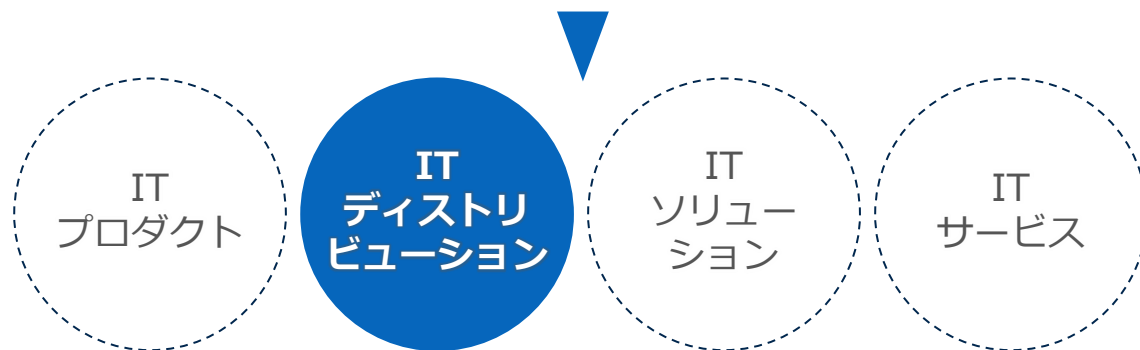 IT
プロダクト
IT
ディストリ
ビューション
IT
ソリュー
ション
IT
サービス